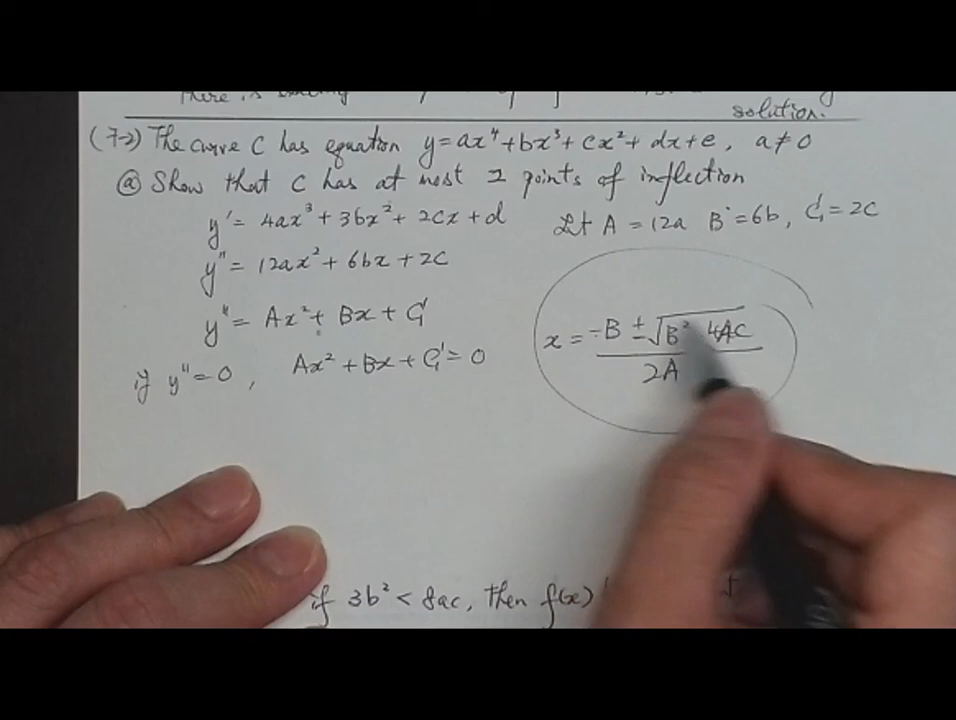 There is
solution.
(7-2) The curve C has equation y=ax⁴+bx³+cx²+dx+e, a≠0
ⓐ Show that C has at most 2 points of inflection
y'=4ax³+3bx²+2cx+d
Let A=12a B=6b, C₁=2C
y''=12ax²+6bx+2C
y''=Ax²+Bx+C₁
x=-B±√B² 4AC
2A
if y''=0, Ax²+Bx+C₁=0
if 3b²<8ac, then f(x)